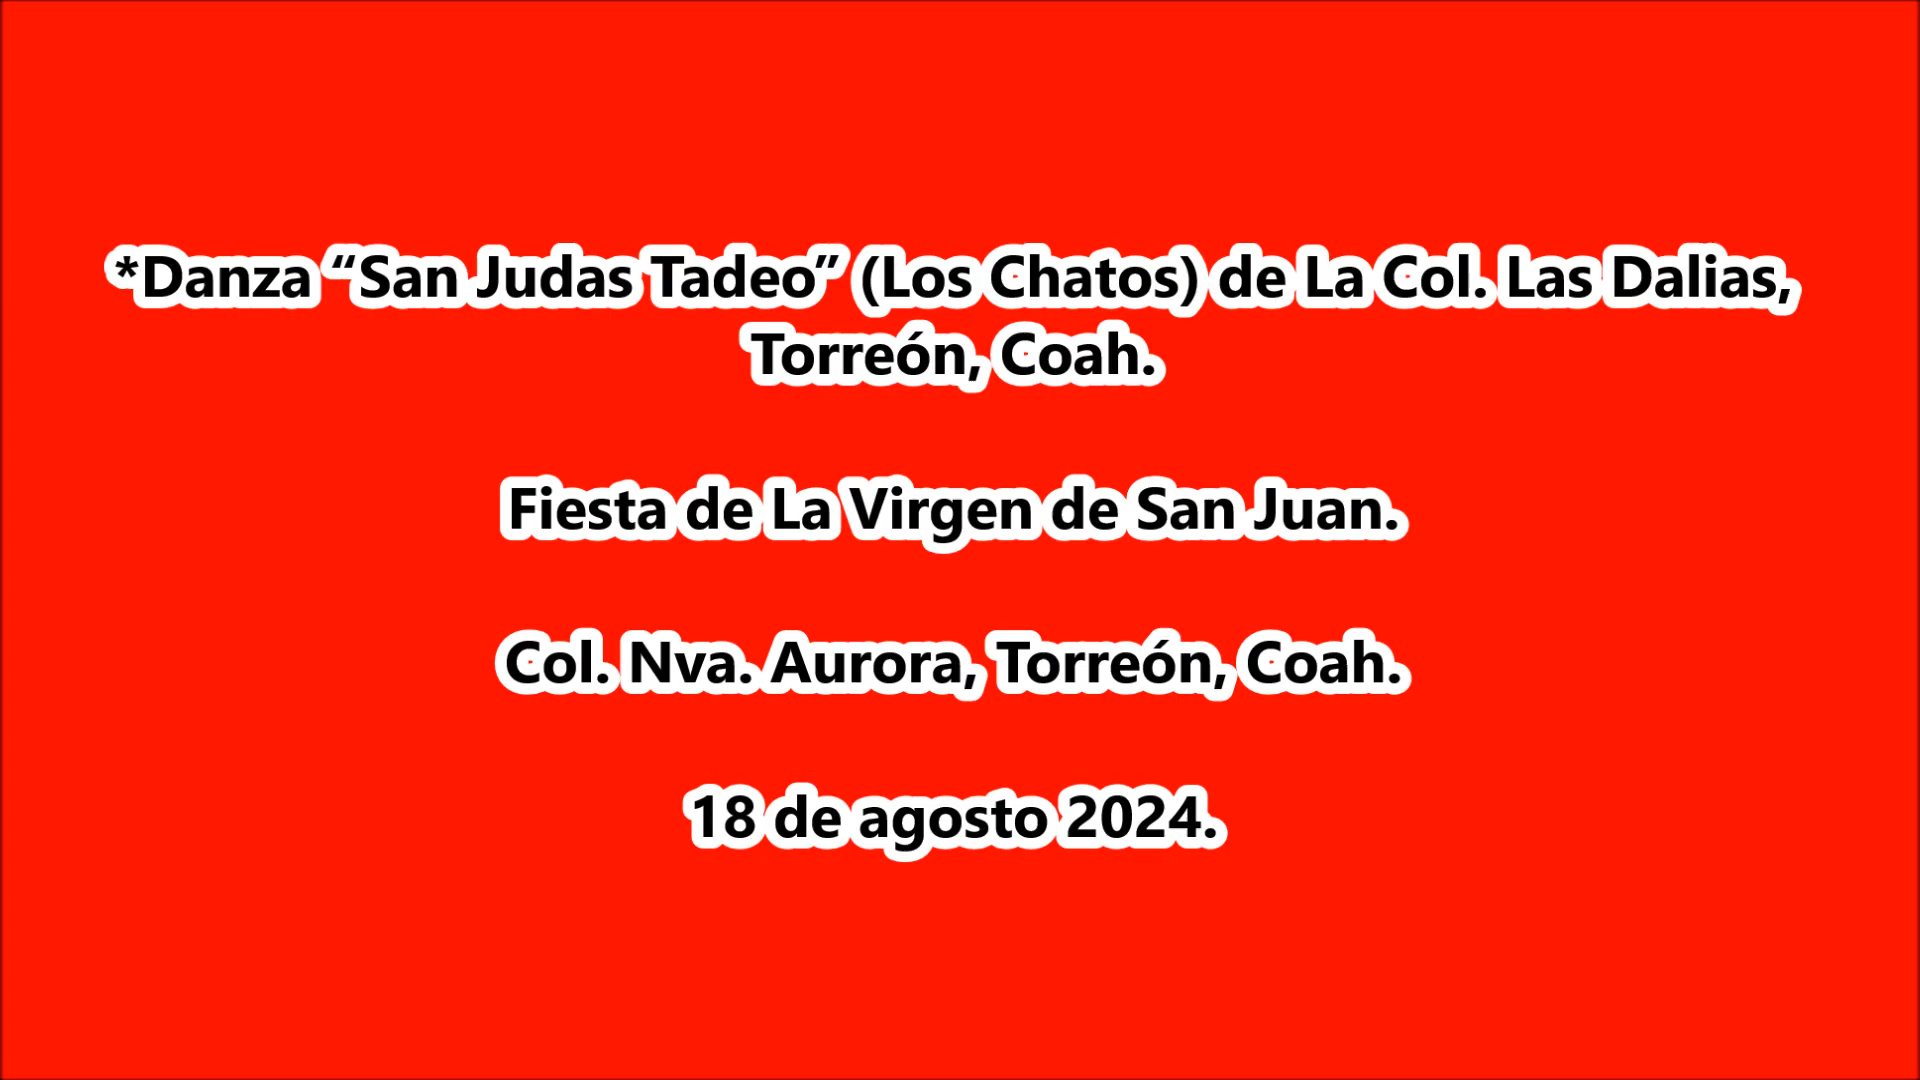 *Danza “San Judas Tadeo” (Los Chatos) de La Col. Las Dalias,
Torreón, Coah.
Fiesta de La Virgen de San Juan.
Col. Nva. Aurora, Torreón, Coah.
18 de agosto 2024.